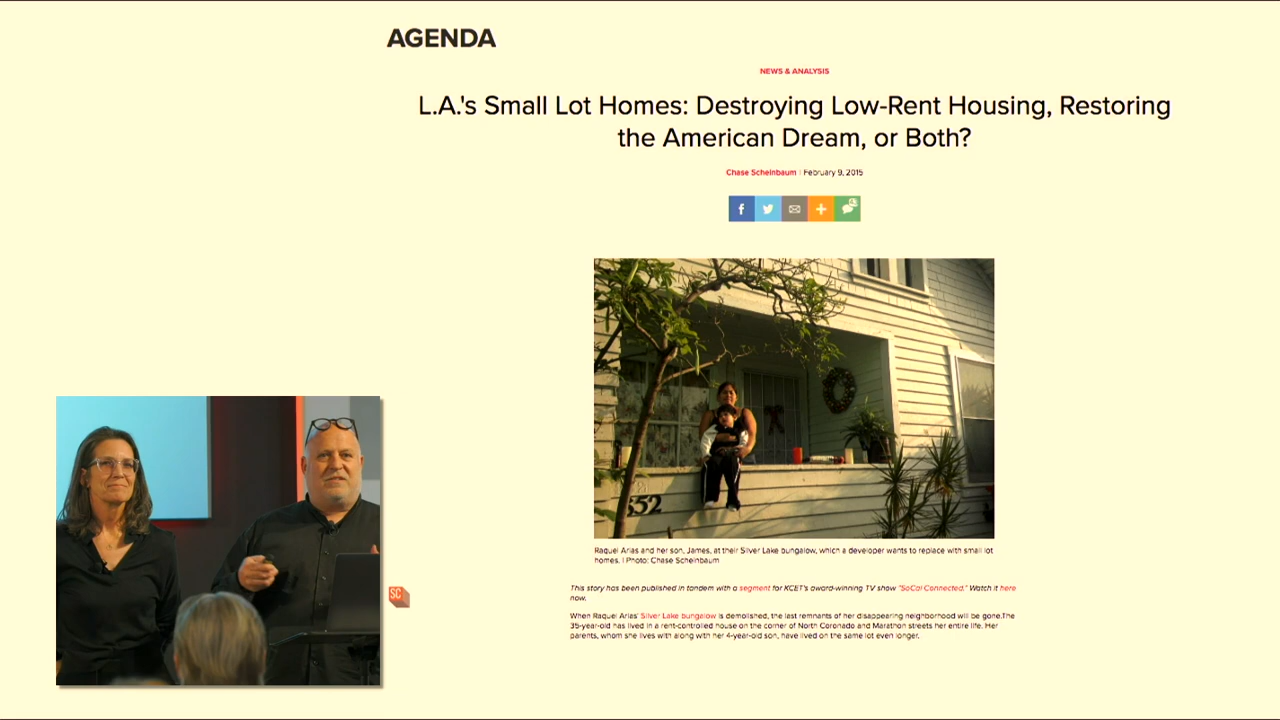 AGENDA
NEWS & ANALYSIS
L.A.'s Small Lot Homes: Destroying Low-Rent Housing, Restoring
the American Dream, or Both?
Chase Scheinbaum | February 9, 2015
f
352
Raquel Arias and her son, James, at their Silver Lake bungalow, which a developer wants to replace with small lot
homes. | Photo: Chase Scheinbaum
This story has been published in tandem with a segment for KCET's award-winning TV show "SoCal Connected." Watch it here
now.
SC
When Raquel Arias' Silver Lake bungalow is demolished, the last remnants of her disappearing neighborhood will be gone.The
35-year-old has lived in a rent-controlled house on the corner of North Coronado and Marathon streets her entire life. Her
parents, whom she lives with along with her 4-year-old son, have lived on the same lot even longer.